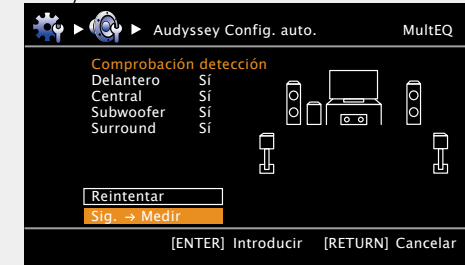 Audyssey Config. auto. MultEQ
Comprobación detección
Delantero Sí
Central Sí
Subwoofer Sí
Surround Sí
Reintentar
Sig. → Medir
[ENTER] Introducir [RETURN] Cancelar